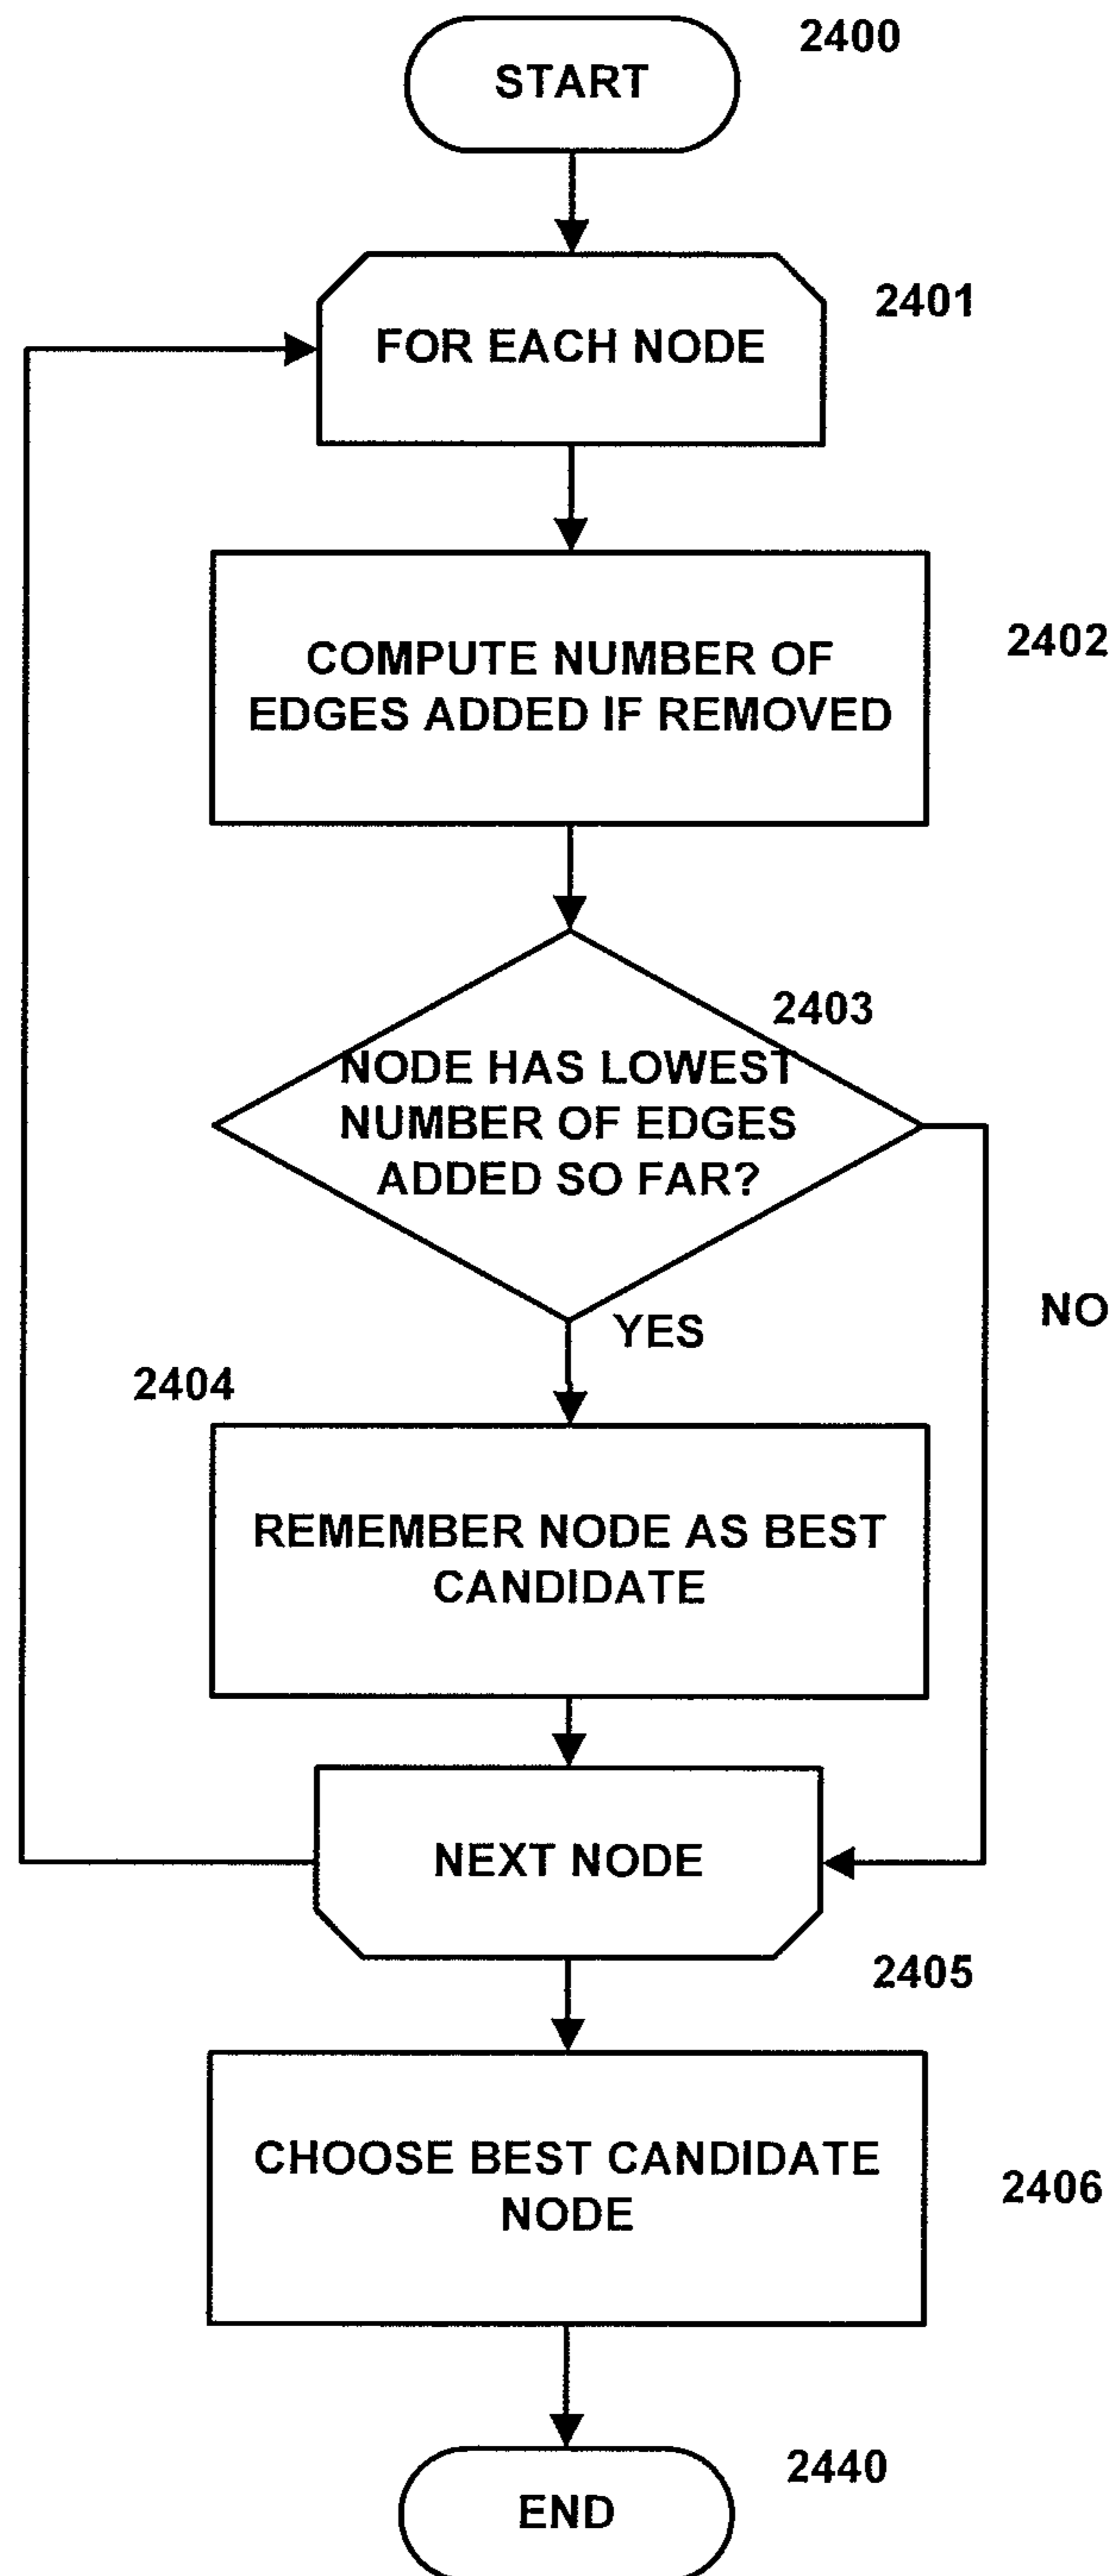 2400
START
2401
FOR EACH NODE
2402
COMPUTE NUMBER OF
EDGES ADDED IF REMOVED
2403
NODE HAS LOWEST
NUMBER OF EDGES
ADDED SO FAR?
NO
YES
2404
REMEMBER NODE AS BEST
CANDIDATE
NEXT NODE
2405
CHOOSE BEST CANDIDATE
NODE
2406
2440
END